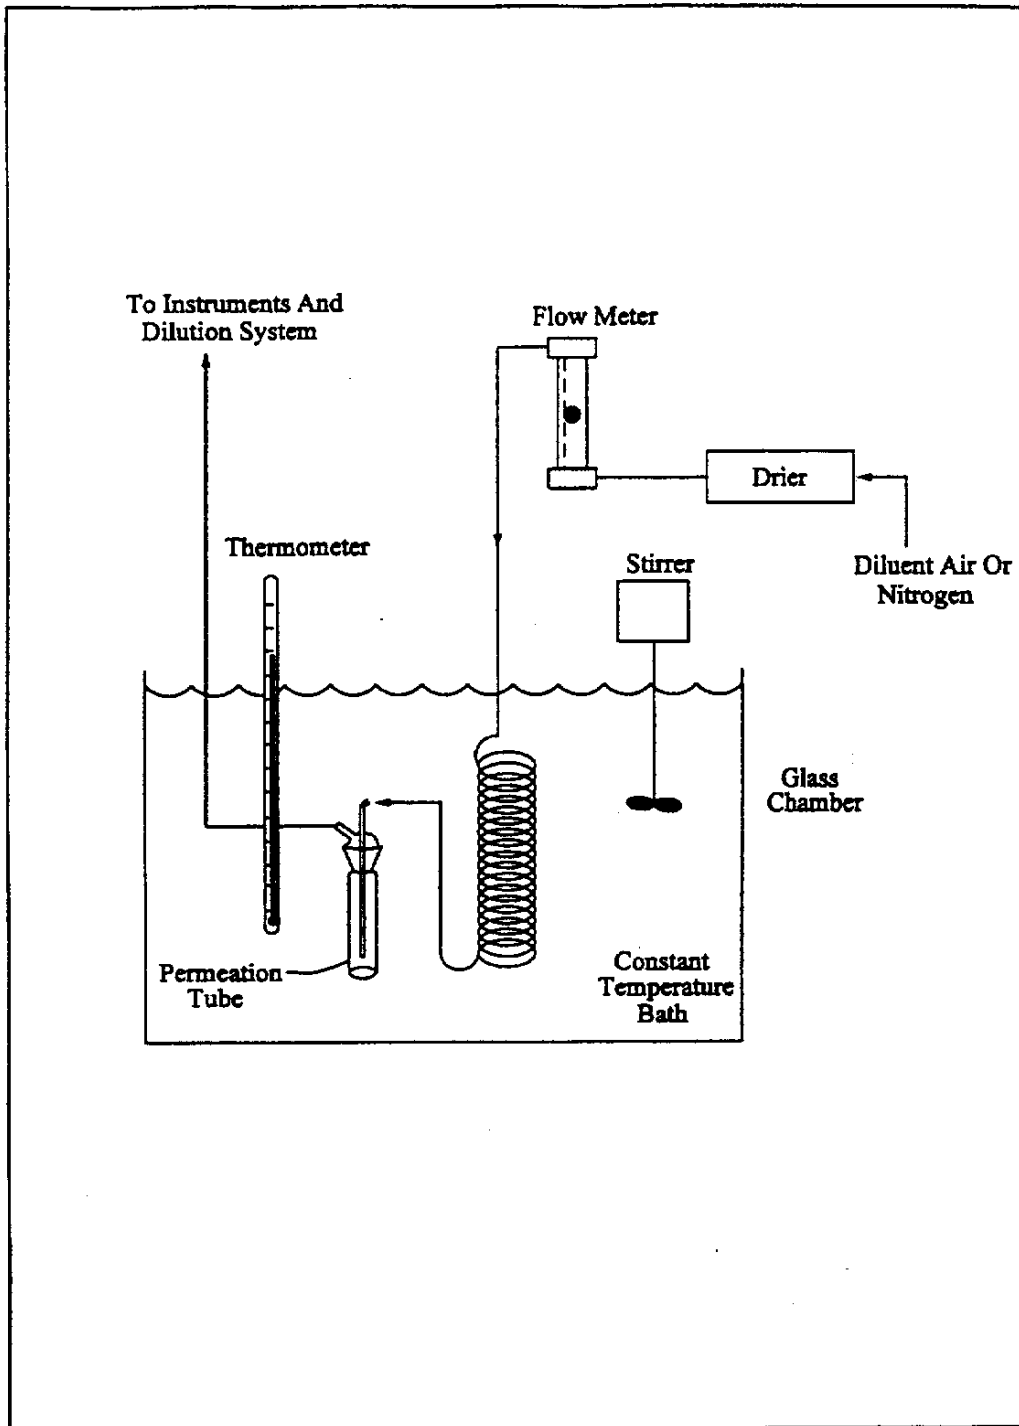 To Instruments And
Dilution System
Flow Meter
Drier
Thermometer
Stirrer
Diluent Air Or
Nitrogen
Glass
Chamber
Permeation
Tube
Constant
Temperature
Bath